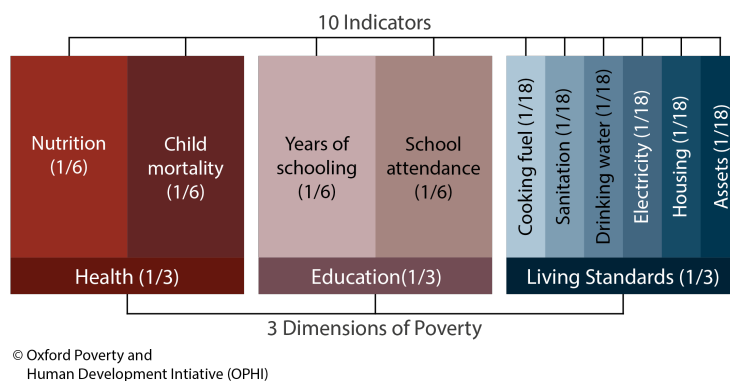 10 Indicators
Nutrition
(1/6)
Child
mortality
(1/6)
Years of
schooling
(1/6)
School
attendance
(1/6)
Cooking fuel (1/18)
Sanitation (1/18)
Drinking water (1/18)
Electricity (1/18)
Housing (1/18)
Assets (1/18)
Health (1/3)
Education(1/3)
Living Standards (1/3)
3 Dimensions of Poverty
© Oxford Poverty and
Human Development Intiative (OPHI)